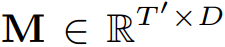 𝐌 ∈ ℝ^{T′×D}